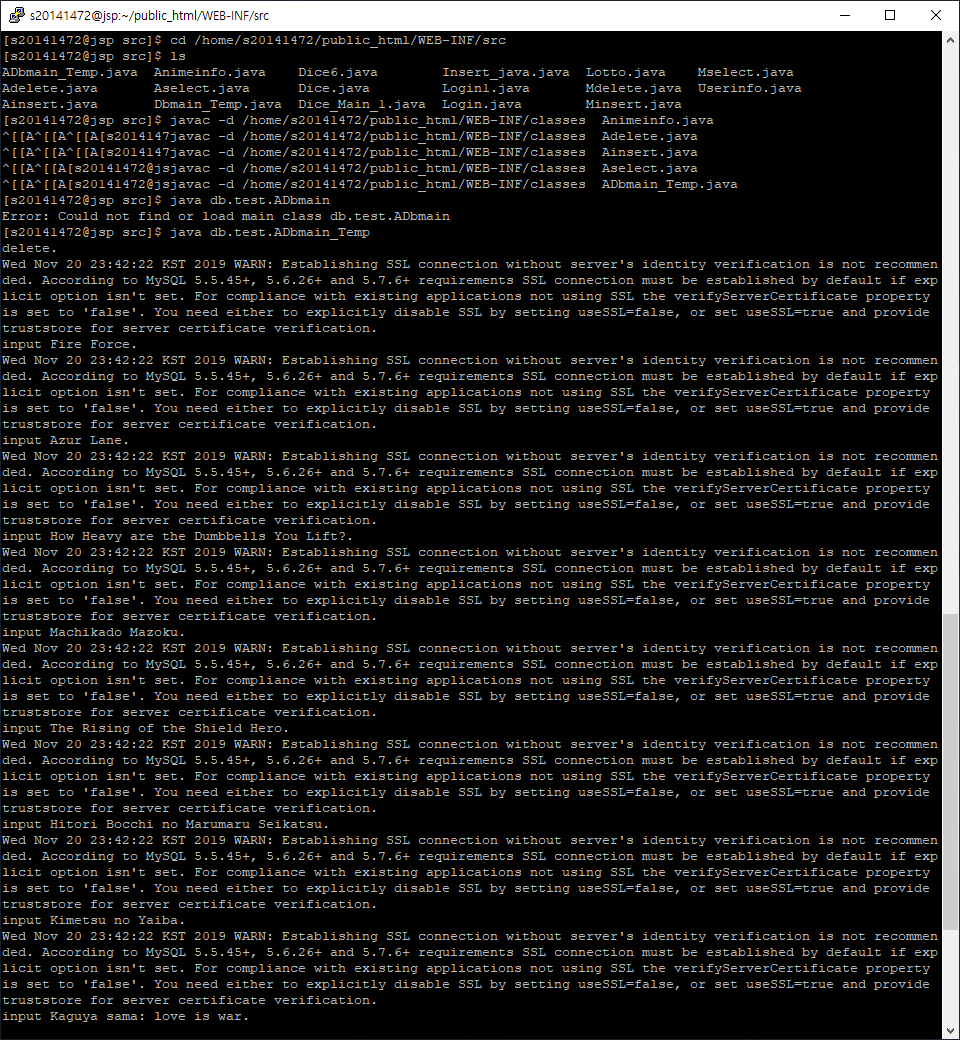 s20141472@jsp:~/public_html/WEB-INF/src
[s20141472@jsp src]$ cd /home/s20141472/public_html/WEB-INF/src
[s20141472@jsp src]$ ls
ADbmain_Temp.java  Animeinfo.java    Dice6.java        Insert_java.java  Lotto.java    Mselect.java
Adelete.java       Aselect.java      Dice.java         Login1.java       Mdelete.java  Userinfo.java
Ainsert.java       Dbmain_Temp.java  Dice_Main_1.java  Login.java        Minsert.java
[s20141472@jsp src]$ javac -d /home/s20141472/public_html/WEB-INF/classes  Animeinfo.java
^[[A^[[A^[[A[s2014147javac -d /home/s20141472/public_html/WEB-INF/classes  Adelete.java
^[[A^[[A^[[A[s2014147javac -d /home/s20141472/public_html/WEB-INF/classes  Ainsert.java
^[[A^[[A[s20141472@jsjavac -d /home/s20141472/public_html/WEB-INF/classes  Aselect.java
^[[A^[[A[s20141472@jsjavac -d /home/s20141472/public_html/WEB-INF/classes  ADbmain_Temp.java
[s20141472@jsp src]$ java db.test.ADbmain
Error: Could not find or load main class db.test.ADbmain
[s20141472@jsp src]$ java db.test.ADbmain_Temp
delete.
Wed Nov 20 23:42:22 KST 2019 WARN: Establishing SSL connection without server's identity verification is not recommen
ded. According to MySQL 5.5.45+, 5.6.26+ and 5.7.6+ requirements SSL connection must be established by default if exp
licit option isn't set. For compliance with existing applications not using SSL the verifyServerCertificate property
is set to 'false'. You need either to explicitly disable SSL by setting useSSL=false, or set useSSL=true and provide
truststore for server certificate verification.
input Fire Force.
Wed Nov 20 23:42:22 KST 2019 WARN: Establishing SSL connection without server's identity verification is not recommen
ded. According to MySQL 5.5.45+, 5.6.26+ and 5.7.6+ requirements SSL connection must be established by default if exp
licit option isn't set. For compliance with existing applications not using SSL the verifyServerCertificate property
is set to 'false'. You need either to explicitly disable SSL by setting useSSL=false, or set useSSL=true and provide
truststore for server certificate verification.
input Azur Lane.
Wed Nov 20 23:42:22 KST 2019 WARN: Establishing SSL connection without server's identity verification is not recommen
ded. According to MySQL 5.5.45+, 5.6.26+ and 5.7.6+ requirements SSL connection must be established by default if exp
licit option isn't set. For compliance with existing applications not using SSL the verifyServerCertificate property
is set to 'false'. You need either to explicitly disable SSL by setting useSSL=false, or set useSSL=true and provide
truststore for server certificate verification.
input How Heavy are the Dumbbells You Lift?.
Wed Nov 20 23:42:22 KST 2019 WARN: Establishing SSL connection without server's identity verification is not recommen
ded. According to MySQL 5.5.45+, 5.6.26+ and 5.7.6+ requirements SSL connection must be established by default if exp
licit option isn't set. For compliance with existing applications not using SSL the verifyServerCertificate property
is set to 'false'. You need either to explicitly disable SSL by setting useSSL=false, or set useSSL=true and provide
truststore for server certificate verification.
input Machikado Mazoku.
Wed Nov 20 23:42:22 KST 2019 WARN: Establishing SSL connection without server's identity verification is not recommen
ded. According to MySQL 5.5.45+, 5.6.26+ and 5.7.6+ requirements SSL connection must be established by default if exp
licit option isn't set. For compliance with existing applications not using SSL the verifyServerCertificate property
is set to 'false'. You need either to explicitly disable SSL by setting useSSL=false, or set useSSL=true and provide
truststore for server certificate verification.
input The Rising of the Shield Hero.
Wed Nov 20 23:42:22 KST 2019 WARN: Establishing SSL connection without server's identity verification is not recommen
ded. According to MySQL 5.5.45+, 5.6.26+ and 5.7.6+ requirements SSL connection must be established by default if exp
licit option isn't set. For compliance with existing applications not using SSL the verifyServerCertificate property
is set to 'false'. You need either to explicitly disable SSL by setting useSSL=false, or set useSSL=true and provide
truststore for server certificate verification.
input Hitori Bocchi no Marumaru Seikatsu.
Wed Nov 20 23:42:22 KST 2019 WARN: Establishing SSL connection without server's identity verification is not recommen
ded. According to MySQL 5.5.45+, 5.6.26+ and 5.7.6+ requirements SSL connection must be established by default if exp
licit option isn't set. For compliance with existing applications not using SSL the verifyServerCertificate property
is set to 'false'. You need either to explicitly disable SSL by setting useSSL=false, or set useSSL=true and provide
truststore for server certificate verification.
input Kimetsu no Yaiba.
Wed Nov 20 23:42:22 KST 2019 WARN: Establishing SSL connection without server's identity verification is not recommen
ded. According to MySQL 5.5.45+, 5.6.26+ and 5.7.6+ requirements SSL connection must be established by default if exp
licit option isn't set. For compliance with existing applications not using SSL the verifyServerCertificate property
is set to 'false'. You need either to explicitly disable SSL by setting useSSL=false, or set useSSL=true and provide
truststore for server certificate verification.
input Kaguya sama: love is war.